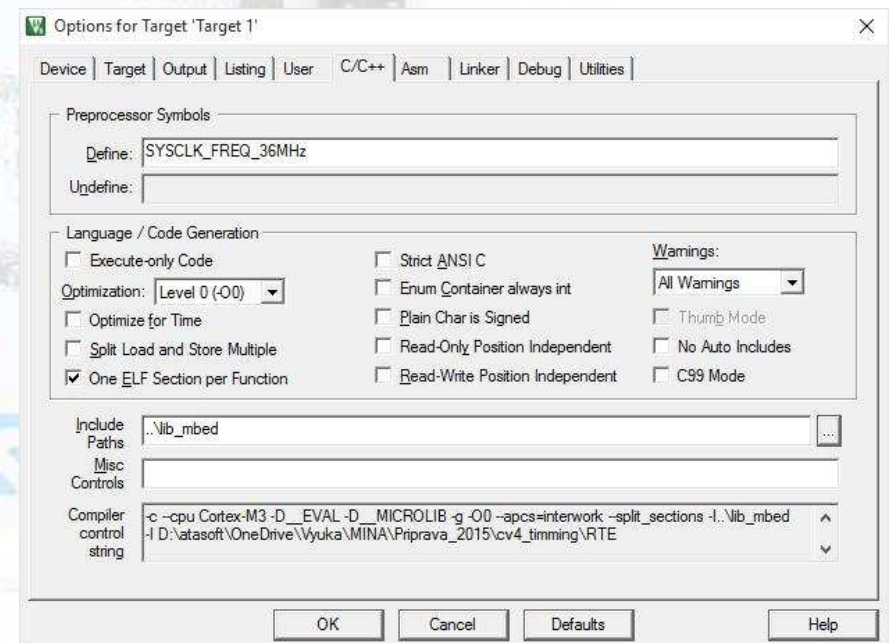 Options for Target 'Target 1'
Device Target Output Listing User C/C++ Asm Linker Debug Utilities
Preprocessor Symbols
Define: SYSCLK_FREQ_36MHz
Undefine:
Language / Code Generation
Execute-only Code
Optimization: Level 0 (-O0)
Optimize for Time
Split Load and Store Multiple
One ELF Section per Function
Strict ANSI C
Enum Container always int
Plain Char is Signed
Read-Only Position Independent
Read-Write Position Independent
Warnings:
All Warnings
Thumb Mode
No Auto Includes
C99 Mode
Include
Paths
..\lib_mbed
...
Misc
Controls
Compiler
control
string
-c --cpu Cortex-M3 -D__EVAL -D__MICROLIB -g -O0 --apcs=interwork --split_sections -I..\lib_mbed
-I D:\atasoft\OneDrive\Vyuka\MINA\Priprava_2015\cv4_timming\RTE
OK Cancel Defaults Help